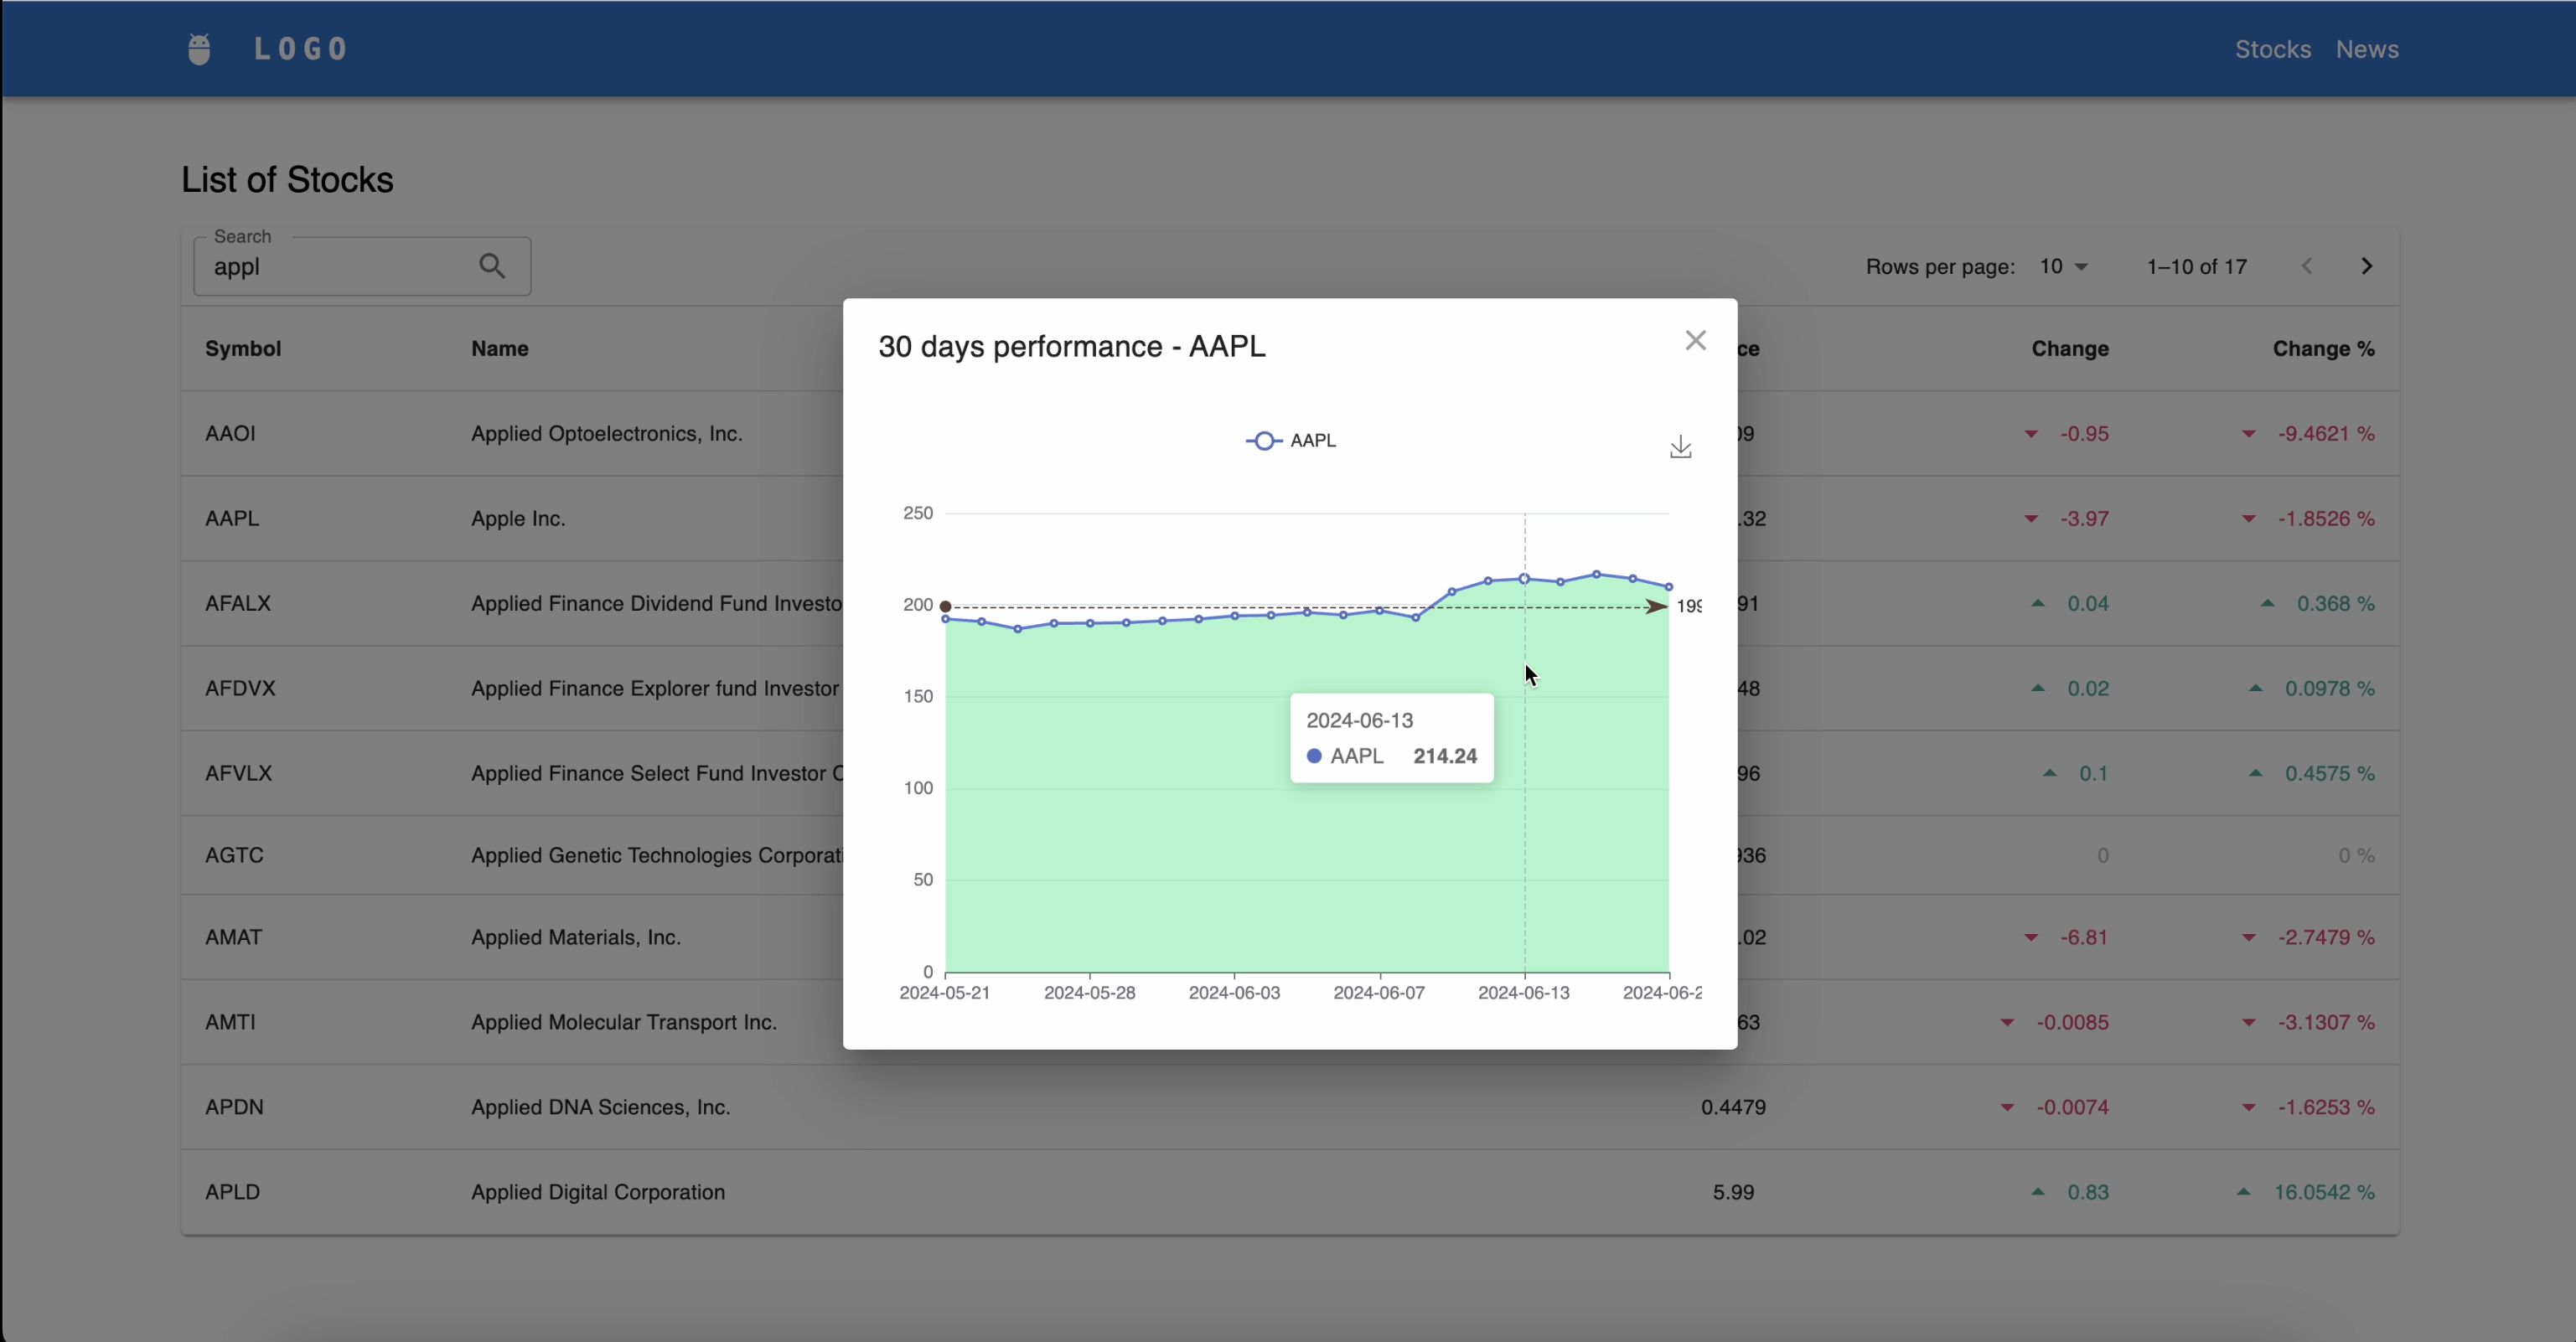 LOGO Stocks News
List of Stocks
Search
appl
Rows per page: 10 1–10 of 17
Symbol Name Change Change %
AAOI Applied Optoelectronics, Inc. -0.95 -9.4621 %
AAPL Apple Inc. .32 -3.97 -1.8526 %
AFALX Applied Finance Dividend Fund Investo 91 0.04 0.368 %
AFDVX Applied Finance Explorer fund Investor 48 0.02 0.0978 %
AFVLX Applied Finance Select Fund Investor 96 0.1 0.4575 %
AGTC Applied Genetic Technologies Corporati 936 0 0 %
AMAT Applied Materials, Inc. .02 -6.81 -2.7479 %
AMTI Applied Molecular Transport Inc. 63 -0.0085 -3.1307 %
APDN Applied DNA Sciences, Inc. 0.4479 -0.0074 -1.6253 %
APLD Applied Digital Corporation 5.99 0.83 16.0542 %
30 days performance - AAPL
AAPL
250
200
199
150
100
50
0
2024-06-13
AAPL 214.24
2024-05-21 2024-05-28 2024-06-03 2024-06-07 2024-06-13 2024-06-2